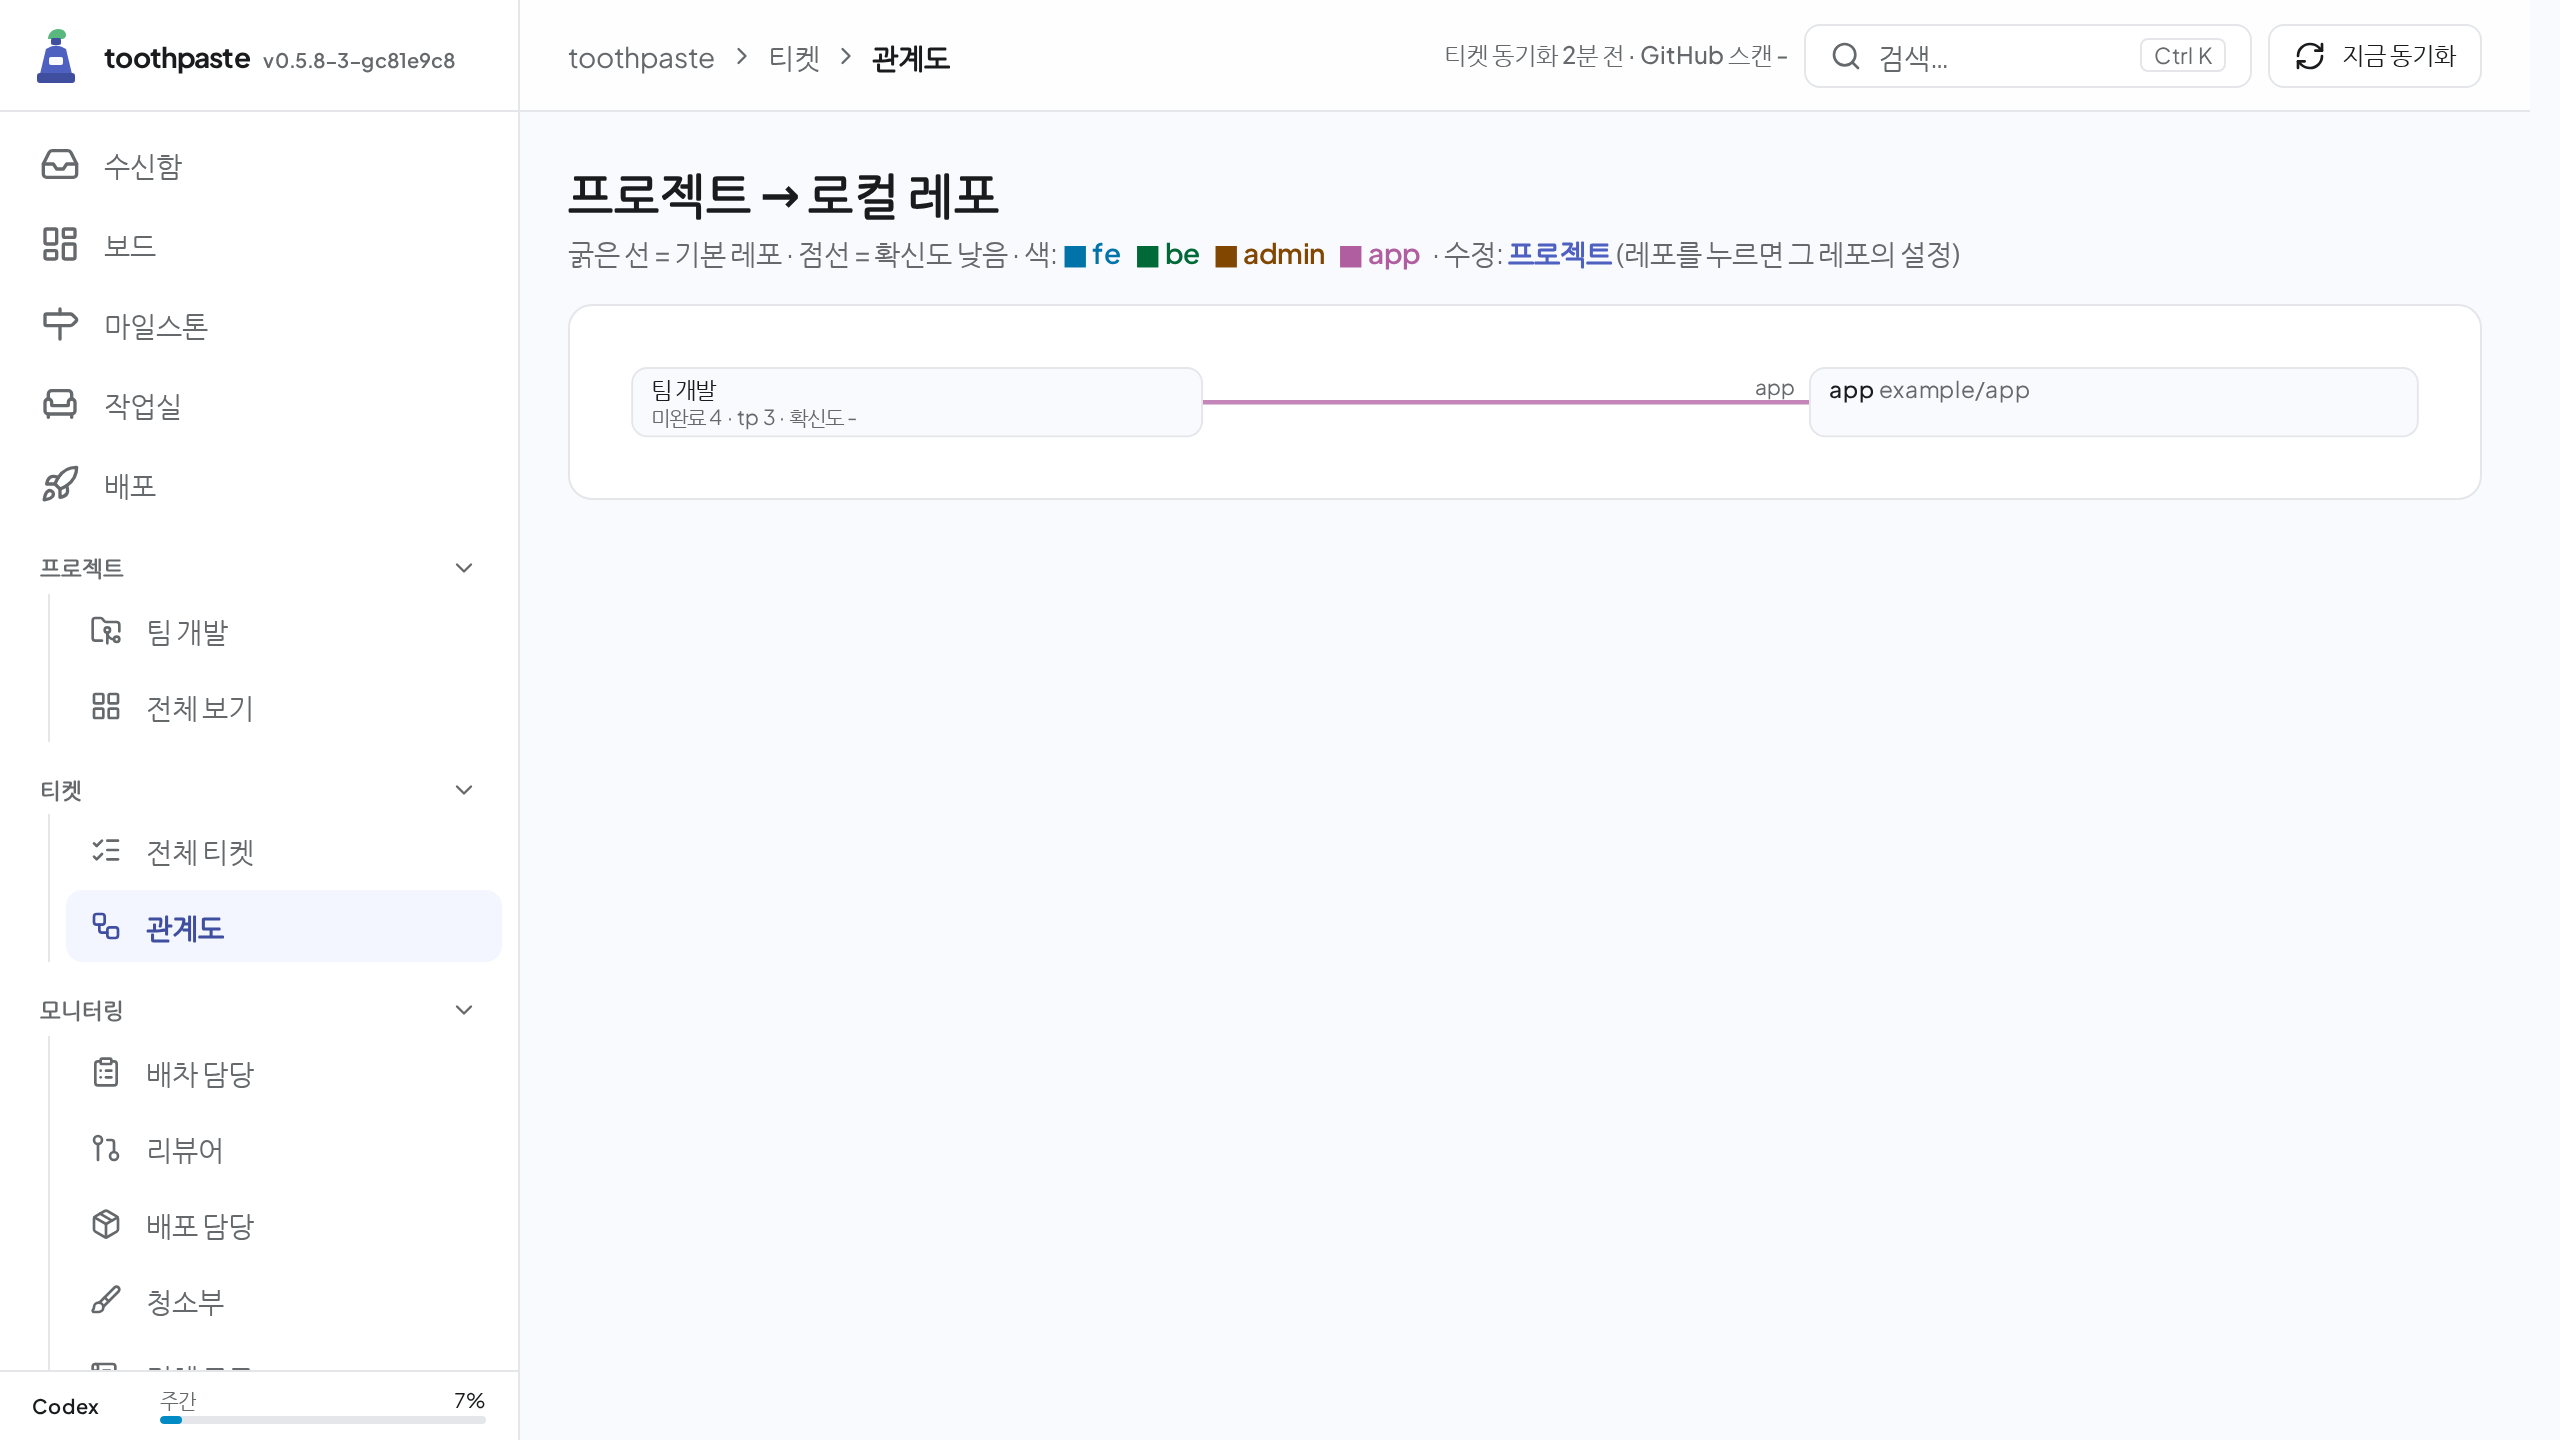 toothpaste v0.5.8-3-gc81e9c8
수신함
보드
마일스톤
작업실
배포
프로젝트
팀 개발
전체 보기
티켓
전체 티켓
관계도
모니터링
배차 담당
리뷰어
배포 담당
청소부
Codex 주간 7%
toothpaste > 티켓 > 관계도
티켓 동기화 2분 전 · GitHub 스캔 -
검색... Ctrl K
지금 동기화
프로젝트 → 로컬 레포
굵은 선 = 기본 레포 · 점선 = 확신도 낮음 · 색: fe be admin app · 수정: 프로젝트 (레포를 누르면 그 레포의 설정)
팀 개발
미완료 4 · tp 3 · 확신도 -
app
app example/app